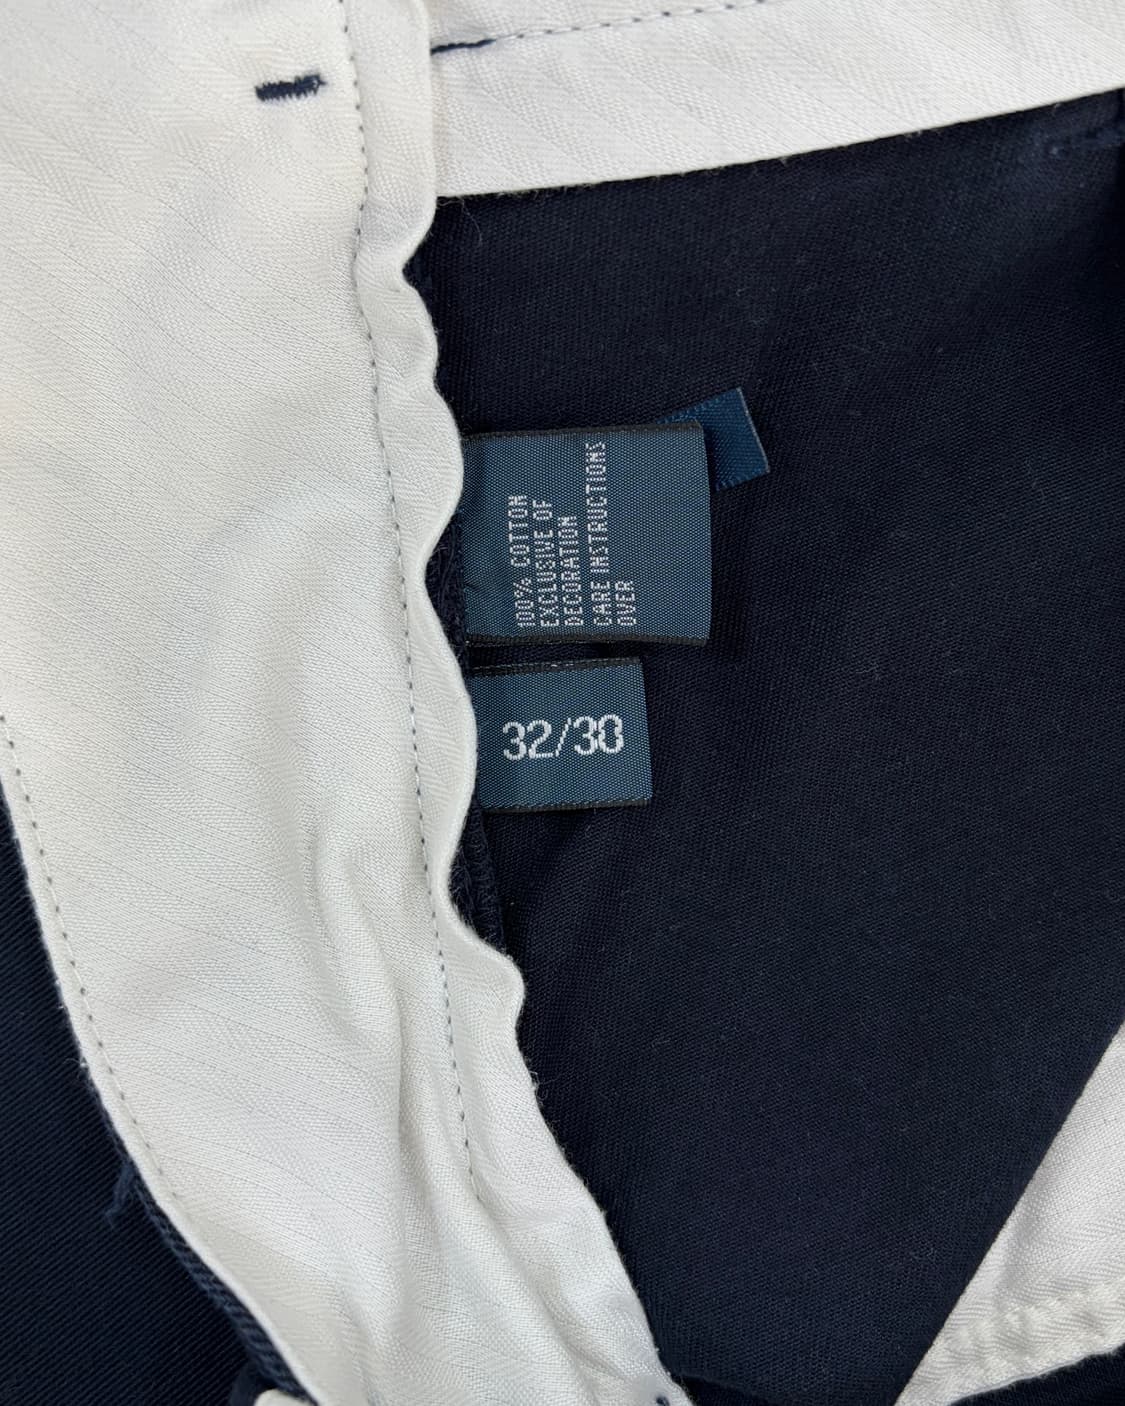 100% COTTON
EXCLUSIVE OF
DECORATION
CARE INSTRUCTIONS
OVER
32/30